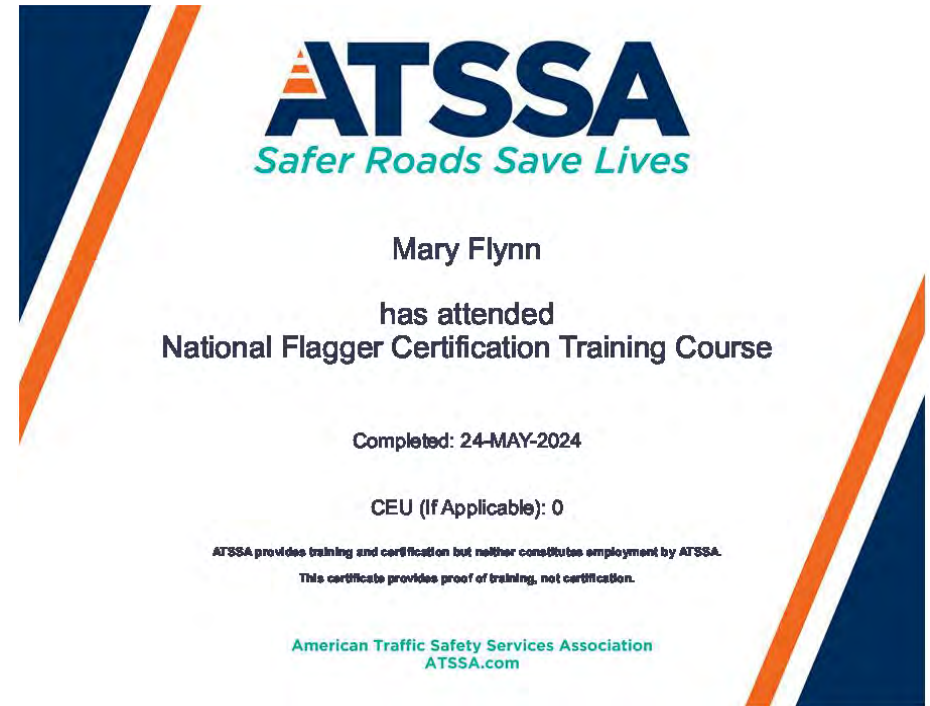 ATSSA
Safer Roads Save Lives
Mary Flynn
has attended
National Flagger Certification Training Course
Completed: 24-MAY-2024
CEU (If Applicable): 0
ATSSA provides training and certification but neither constitutes employment by ATSSA.
This certificate provides proof of training, not certification.
American Traffic Safety Services Association
ATSSA.com